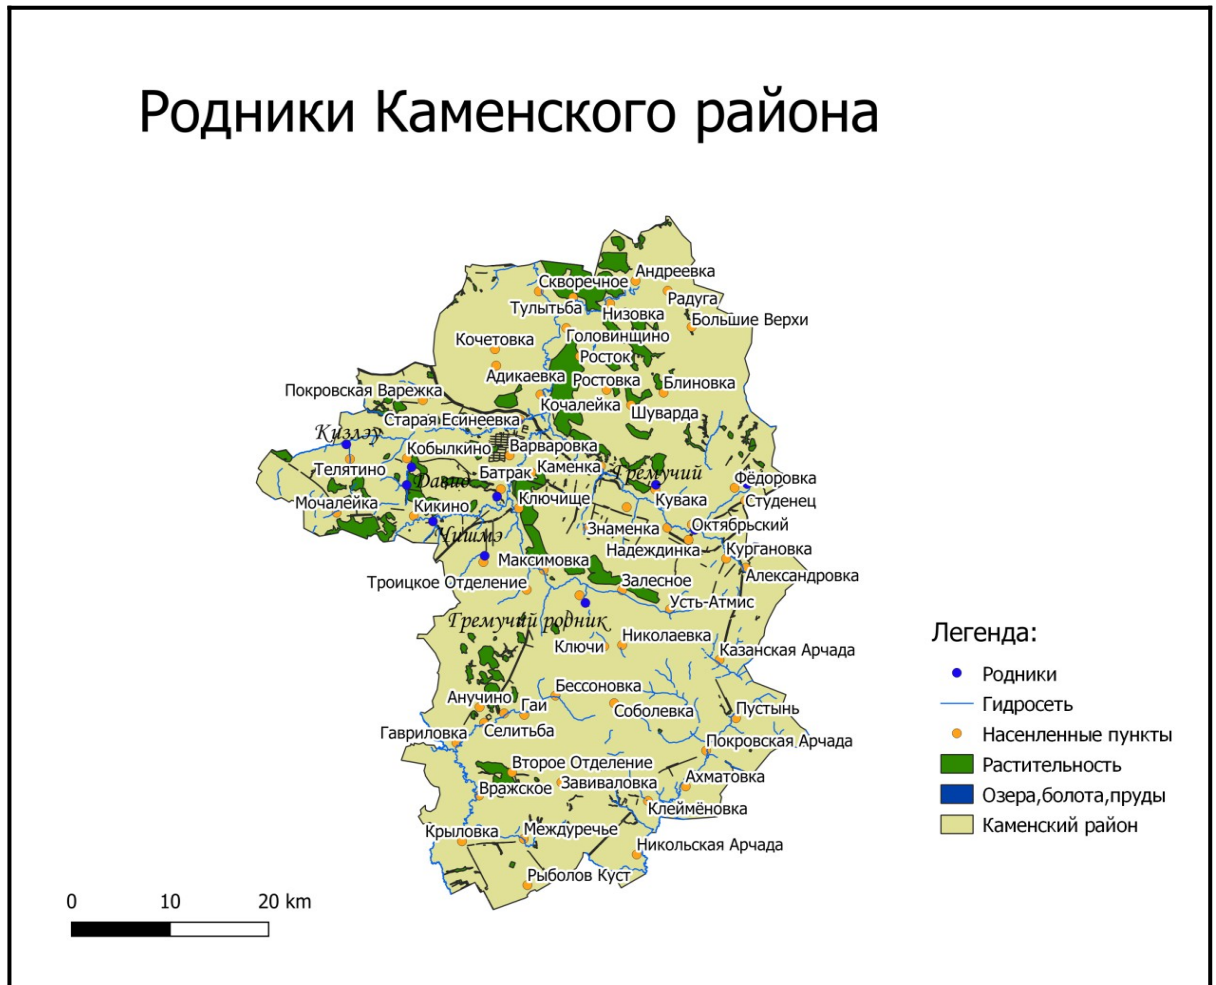 Родники Каменского района
Андреевка
Скворечное
Радуга
Тулытьба
Низовка
Большие Верхи
Головинщино
Кочетовка
Росток
Адикаевка
Ростовка
Блиновка
Покровская Варежка
Кочалейка
Шуварда
Старая Есинеевка
Кизлэу
Кобылкино
Варваровка
Телятино
Батрак
Каменка
Гремучий
Фёдоровка
Давид
Мочалейка
Кикино
Ключище
Кувака
Студенец
Знаменка
Октябрьский
Чишмэ
Надеждинка
Кургановка
Максимовка
Троицкое Отделение
Залесное
Александровка
Усть-Атмис
Гремучий родник
Николаевка
Ключи
Казанская Арчада
Бессоновка
Анучино
Гаи
Соболевка
Пустынь
Гавриловка
Селитьба
Покровская Арчада
Второе Отделение
Завиваловка
Ахматовка
Вражское
Клеймёновка
Крыловка
Междуречье
Никольская Арчада
Рыболов Куст
Легенда:
Родники
Гидросеть
Насенленные пункты
Растительность
Озера,болота,пруды
Каменский район
0 10 20 km